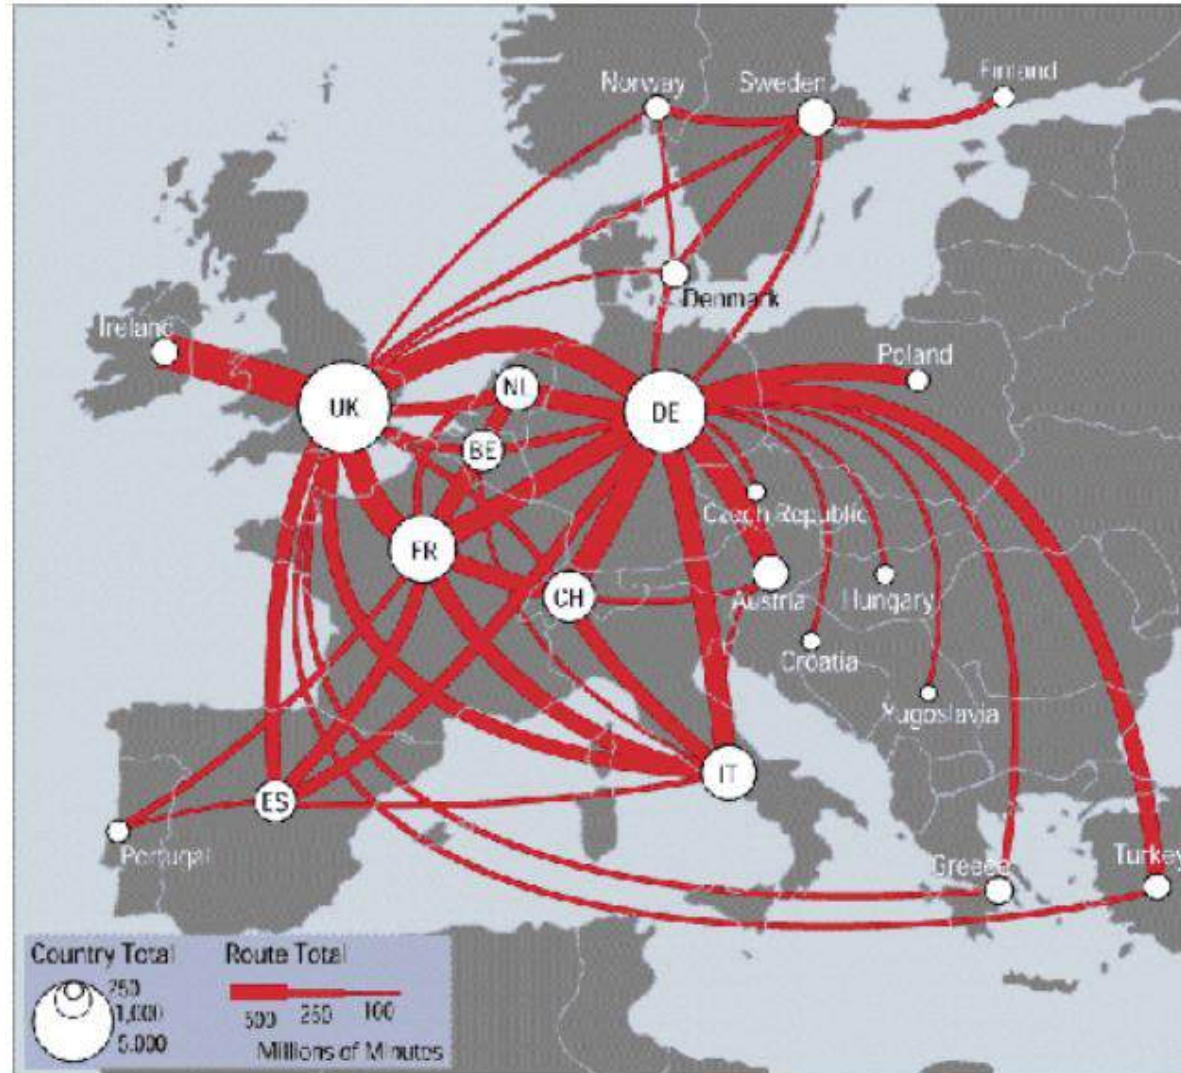 Norway
Sweden
Finland
Denmark
Ireland
Poland
UK
NL
DE
BE
Czech Republic
FR
CH
Austria
Hungary
Croatia
Yugoslavia
IT
ES
Portugal
Greece
Turkey
Country Total
250
1,000
5.000
Route Total
500 250 100
Millions of Minutes